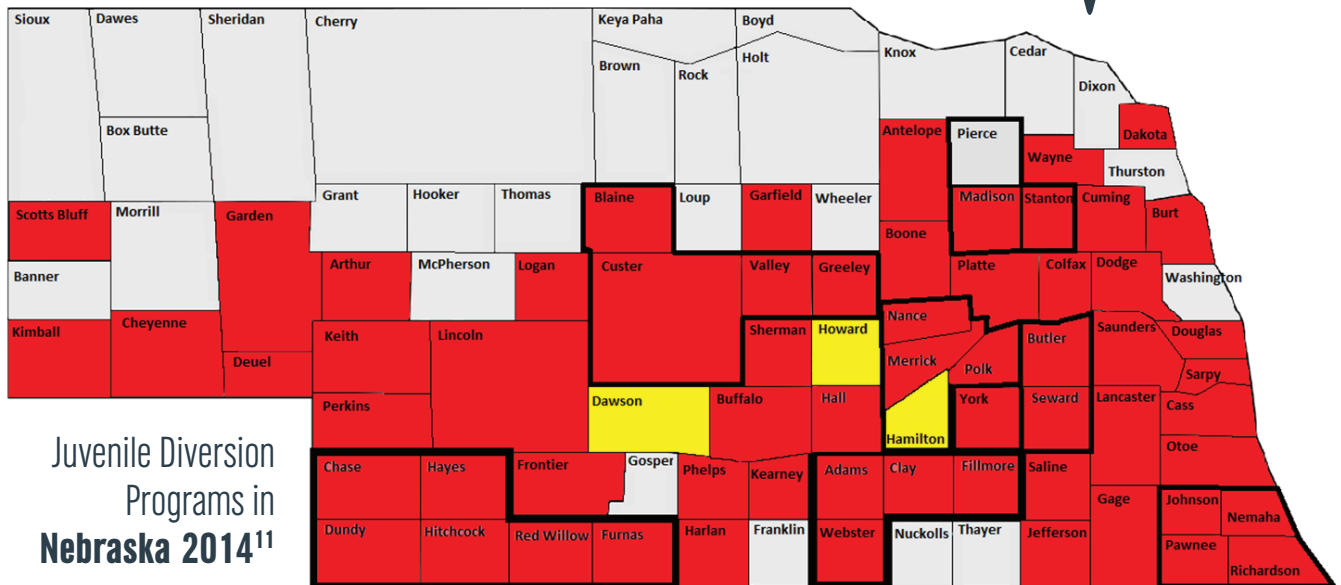 Sioux Dawes Sheridan Cherry Keya Paha Boyd
Knox Cedar
Brown Rock Holt
Dixon
Box Butte Antelope Pierce Dakota
Wayne
Thurston
Grant Hooker Thomas Blaine Loup Garfield Wheeler Madison Stanton Cuming
Scotts Bluff Morrill Garden Burt
Boone
Arthur McPherson Logan Custer Valley Greeley Platte Colfax Dodge
Banner Washington
Kimball Cheyenne Keith Lincoln Sherman Howard Nance Butler Saunders Douglas
Deuel Merrick Polk Sarpy
Perkins Dawson Buffalo Hall York Seward Lancaster Cass
Hamilton
Otoe
Chase Hayes Frontier Gosper Phelps Kearney Adams Clay Fillmore Saline
Gage Johnson
Nemaha
Dundy Hitchcock Red Willow Furnas Harlan Franklin Webster Nuckolls Thayer Jefferson
Pawnee
Richardson
Juvenile Diversion
Programs in
Nebraska 2014¹¹